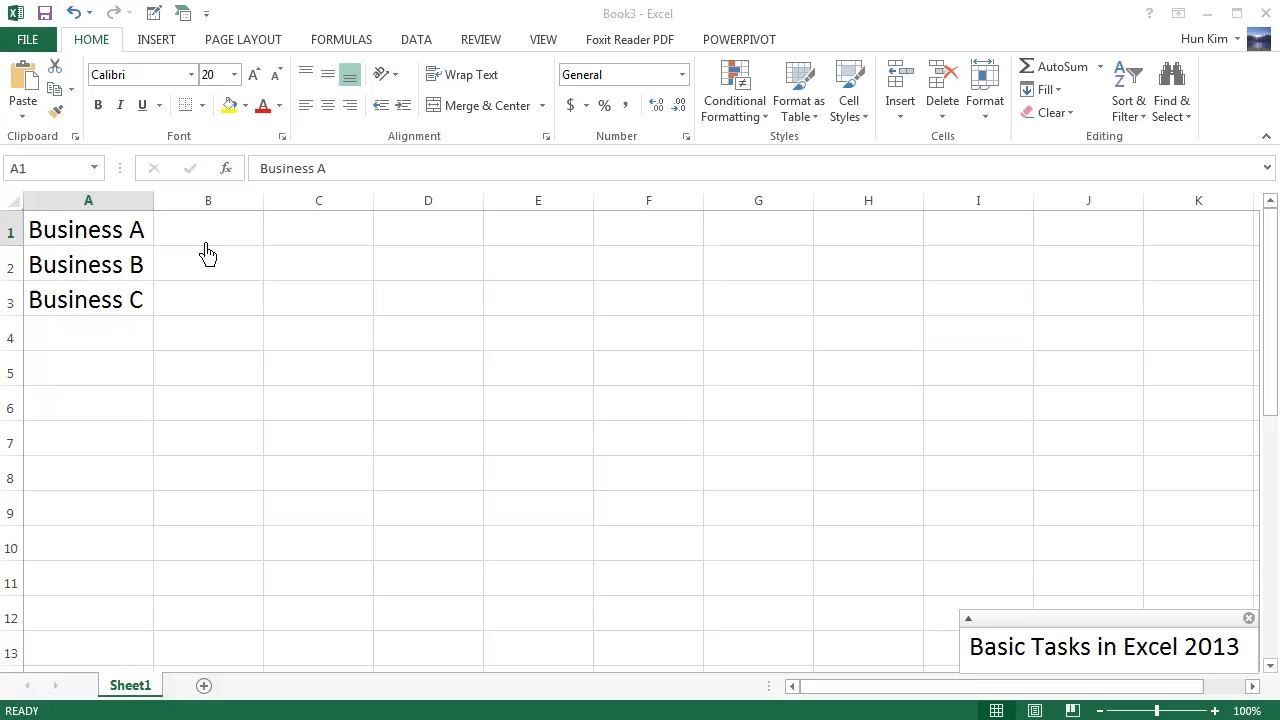 Book3 - Excel
FILE HOME INSERT PAGE LAYOUT FORMULAS DATA REVIEW VIEW Foxit Reader PDF POWERPIVOT Hun Kim
Paste
Calibri 20
B I U
Wrap Text
Merge & Center
General
$ % ,
Conditional Formatting
Format as Table
Cell Styles
Insert
Delete
Format
AutoSum
Fill
Clear
Sort & Filter
Find & Select
Clipboard Font Alignment Number Styles Cells Editing
A1 fx Business A
A B C D E F G H I J K
1 Business A
2 Business B
3 Business C
4
5
6
7
8
9
10
11
12
13
Basic Tasks in Excel 2013
Sheet1
READY 100%